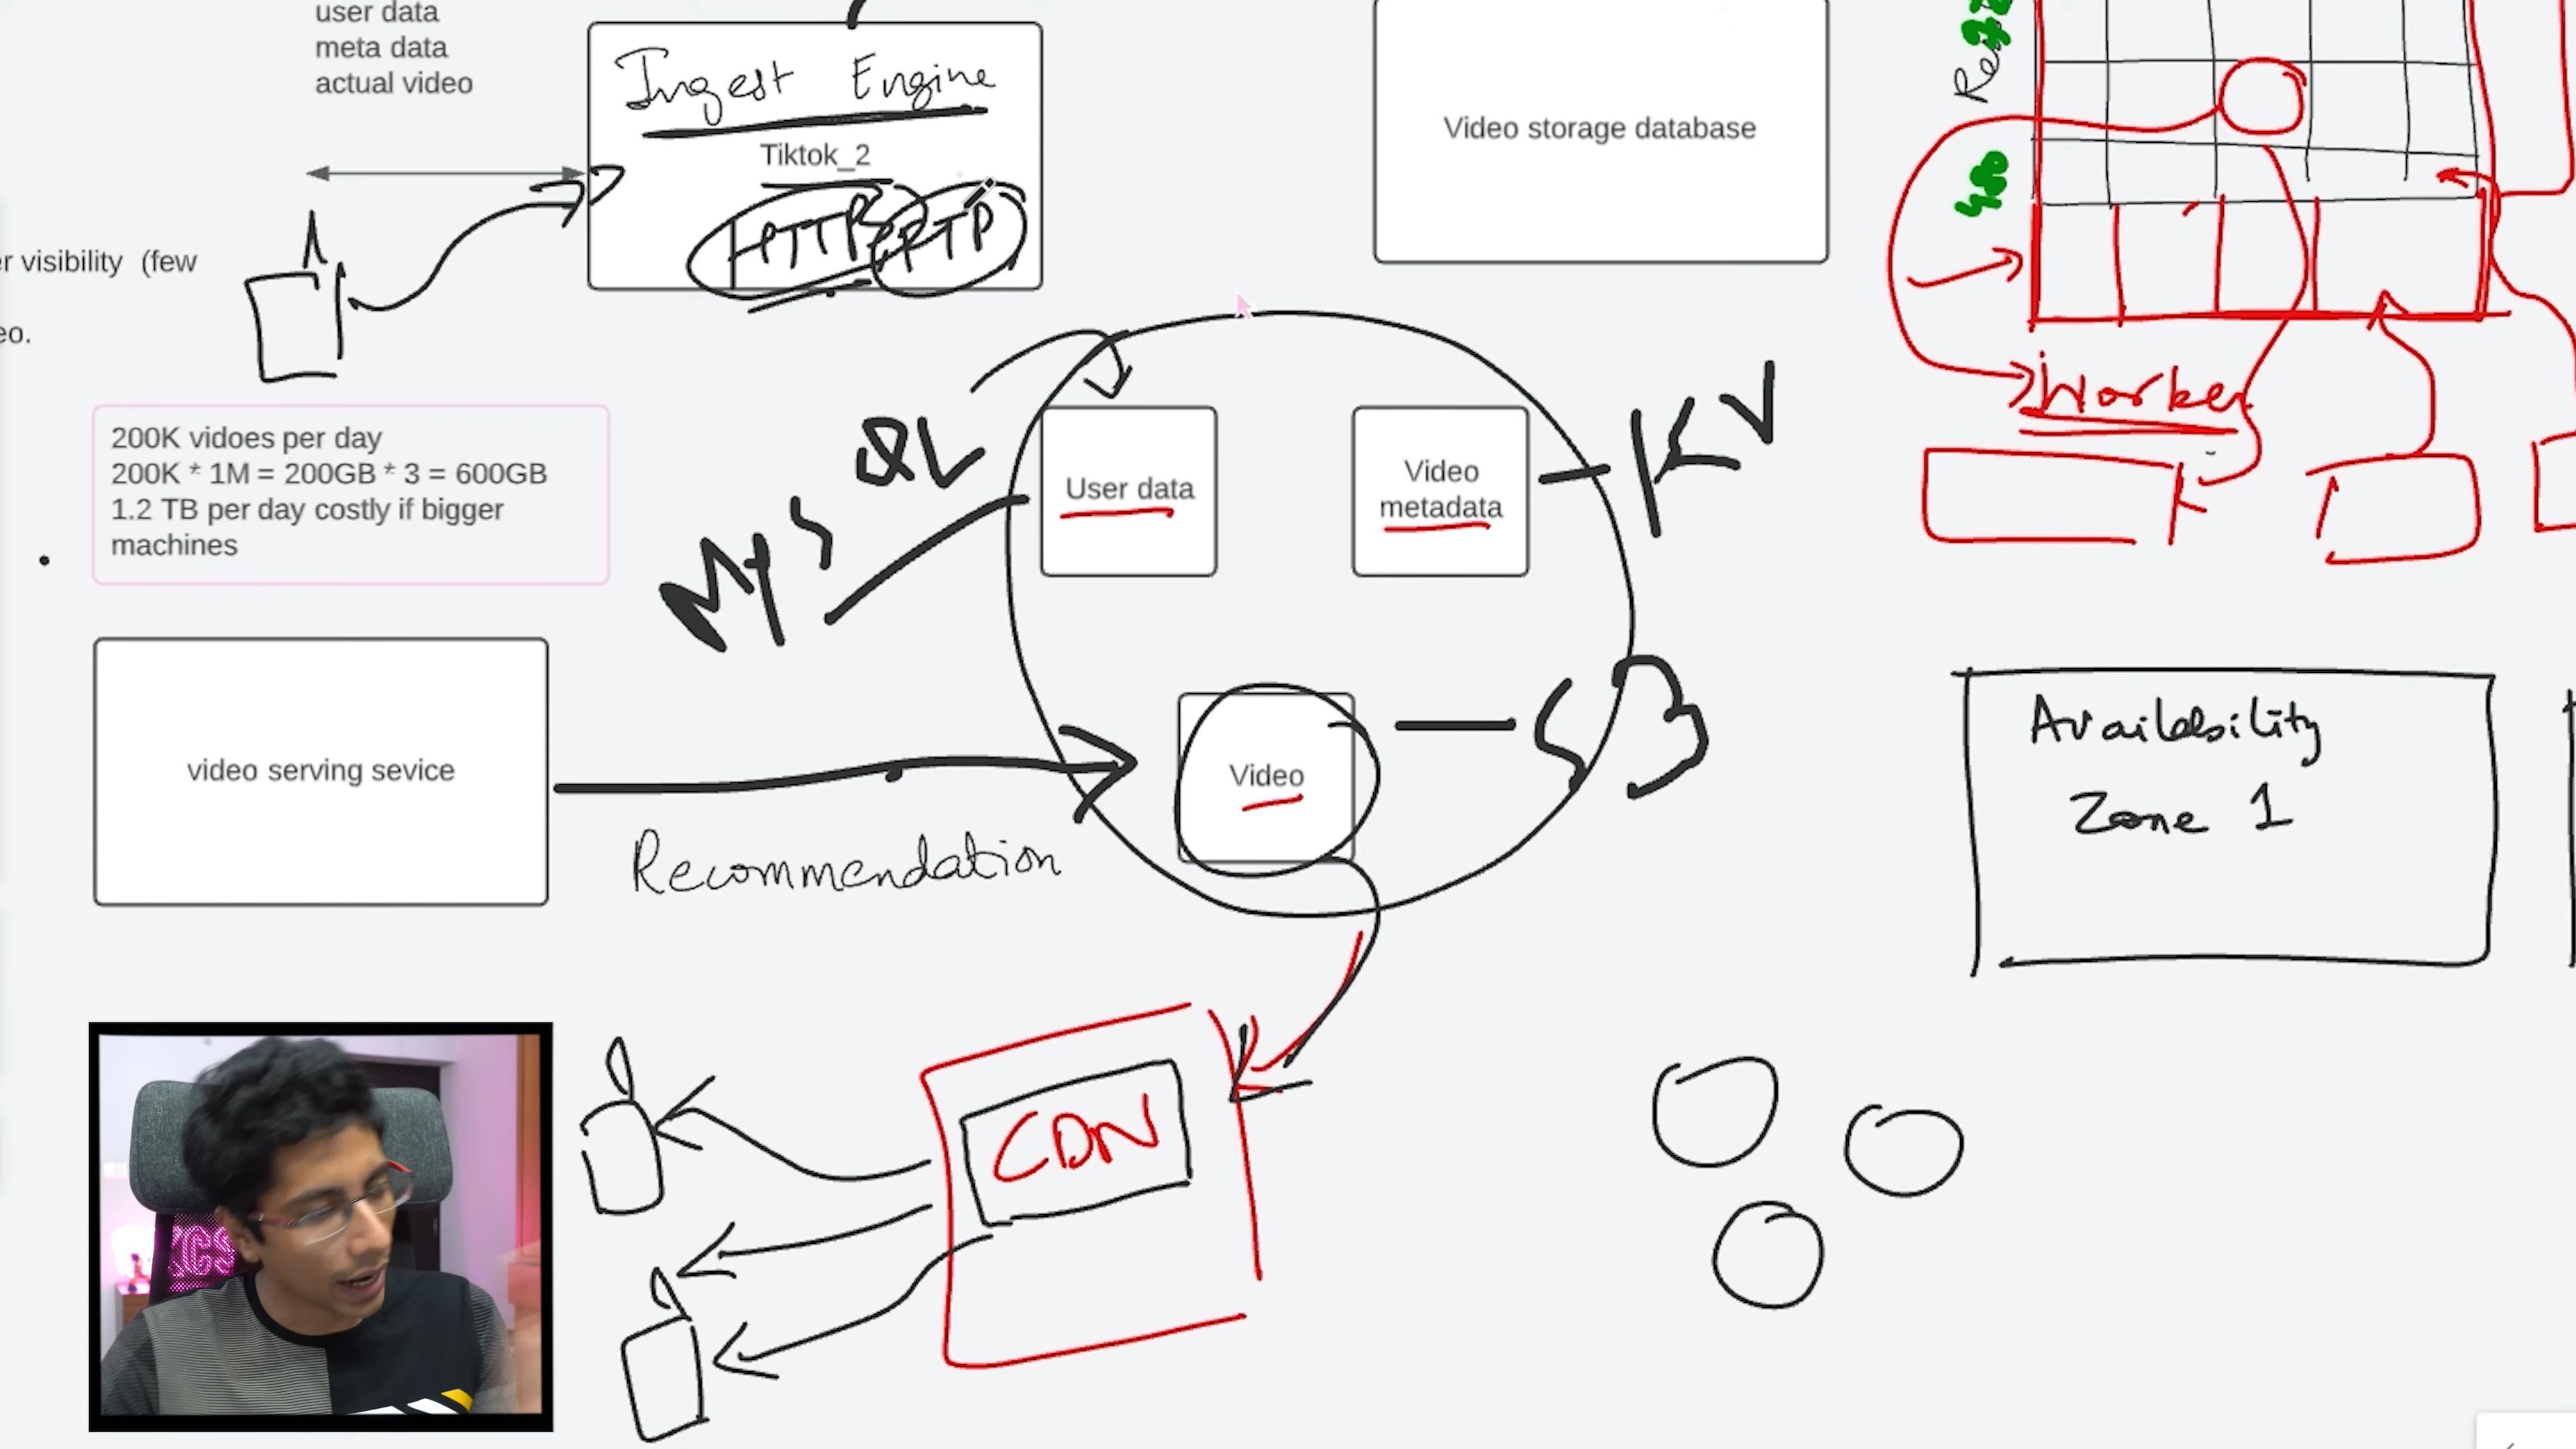 user data
meta data
actual video
Ingest Engine
Tiktok_2
HTTP
Video storage database
480
er visibility (few
eo.
Worker
200K vidoes per day
200K * 1M = 200GB * 3 = 600GB
1.2 TB per day costly if bigger
machines
MySQL
User data
Video
metadata
KV
video serving sevice
Recommendation
Video
S3
Availability
Zone 1
CDN